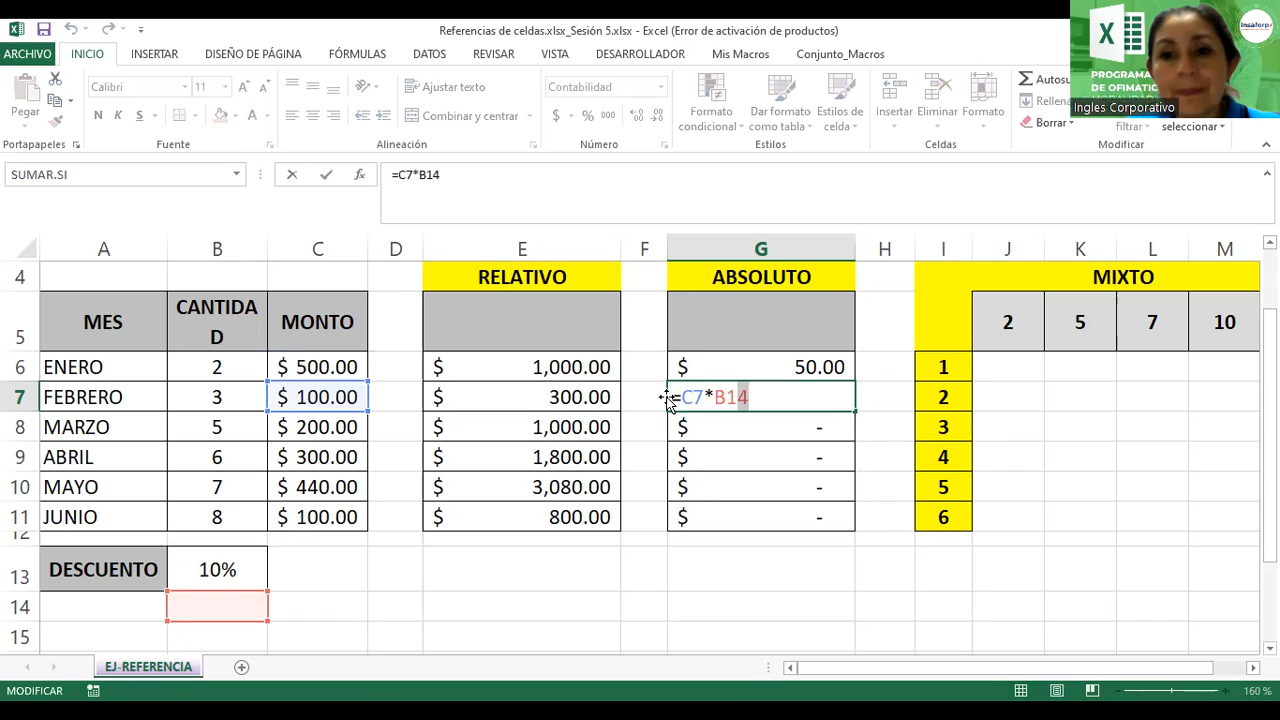 Referencias de celdas.xlsx_Sesión 5.xlsx - Excel (Error de activación de productos)
ARCHIVO INICIO INSERTAR DISEÑO DE PÁGINA FÓRMULAS DATOS REVISAR VISTA DESARROLLADOR Mis Macros Conjunto_Macros
Pegar
Calibri 11
N K S
Ajustar texto
Combinar y centrar
Contabilidad
$ % 000
Formato condicional
Dar formato como tabla
Estilos de celda
Insertar Eliminar Formato
Autosu
Rellena
Borrar
filtrar
seleccionar
Portapapeles Fuente Alineación Número Estilos Celdas Modificar
PROGRAMA
DE OFIMATIC
Ingles Corporativo
Insaforp
SUMAR.SI fx =C7*B14
A B C D E F G H I J K L M
4 RELATIVO ABSOLUTO MIXTO
5 MES CANTIDA
D MONTO 2 5 7 10
6 ENERO 2 $ 500.00 $ 1,000.00 $ 50.00 1
7 FEBRERO 3 $ 100.00 $ 300.00 =C7*B14 2
8 MARZO 5 $ 200.00 $ 1,000.00 $ - 3
9 ABRIL 6 $ 300.00 $ 1,800.00 $ - 4
10 MAYO 7 $ 440.00 $ 3,080.00 $ - 5
11 JUNIO 8 $ 100.00 $ 800.00 $ - 6
12
13 DESCUENTO 10%
14
15
EJ-REFERENCIA
MODIFICAR 160 %